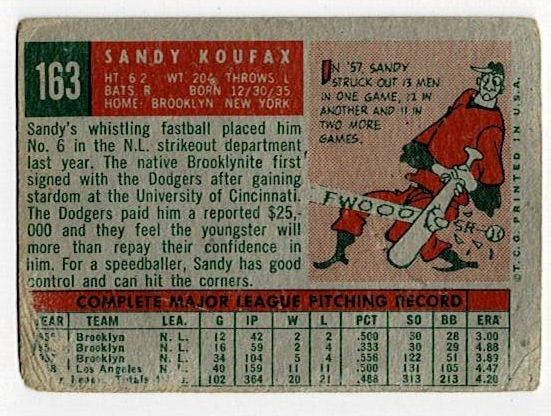 163
SANDY KOUFAX
HT: 6 2 WT. 204 THROWS: L
BATS: R BORN 12/30/35
HOME: BROOKLYN, NEW YORK
Sandy's whistling fastball placed him
No. 6 in the N.L. strikeout department
last year. The native Brooklynite first
signed with the Dodgers after gaining
stardom at the University of Cincinnati.
The Dodgers paid him a reported $25,-
000 and they feel the youngster will
more than repay their confidence in
him. For a speedballer, Sandy has good
control and can hit the corners.
IN '57, SANDY
STRUCK OUT 13 MEN
IN ONE GAME, 12 IN
ANOTHER AND 11 IN
TWO MORE
GAMES.
FWOOO
©T.C.G. PRINTED IN U.S.A.
COMPLETE MAJOR LEAGUE PITCHING RECORD
YEAR TEAM LEA. G IP W L PCT SO BB ERA
Brooklyn N. L. 12 42 2 2 .500 30 28 3.00
Brooklyn N. L. 16 59 2 4 30 29 4.88
Brooklyn N. L. 34 104 5 4 .556 122 51 3.89
Los Angeles N. L. 40 159 11 11 .500 131 105 4.47
League Totals 102 364 20 21 .488 313 213 4.20